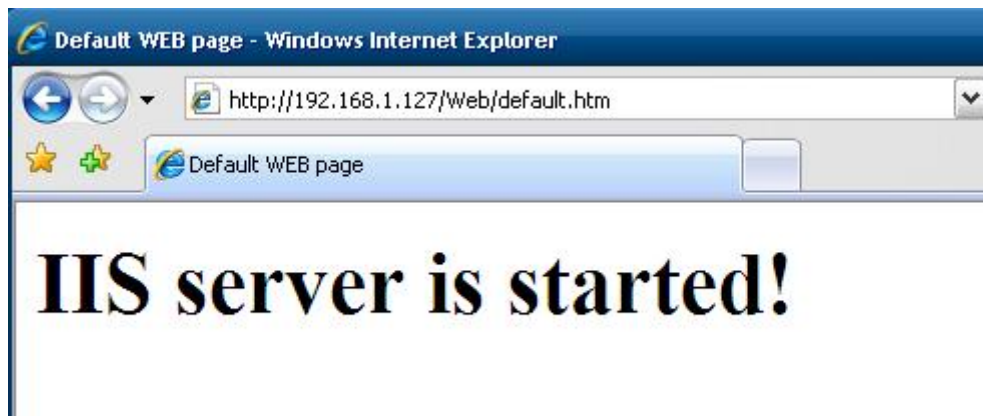 Default WEB page - Windows Internet Explorer
http://192.168.1.127/Web/default.htm
Default WEB page
IIS server is started!